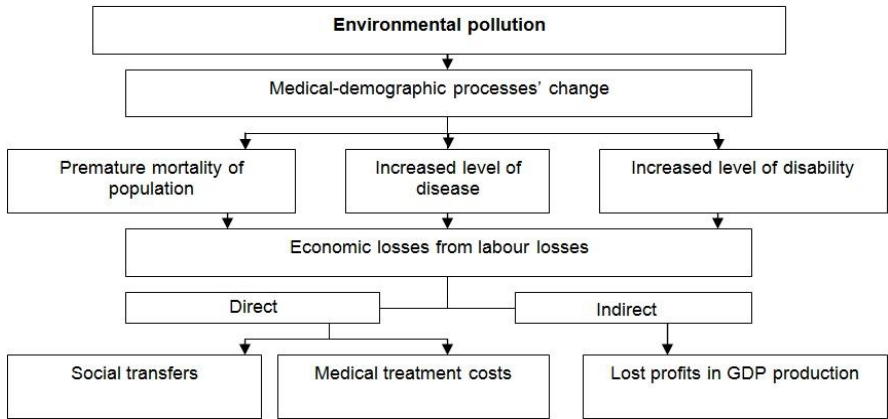 Environmental pollution
Medical-demographic processes’ change
Premature mortality of
population
Increased level of
disease
Increased level of disability
Economic losses from labour losses
Direct
Indirect
Social transfers
Medical treatment costs
Lost profits in GDP production